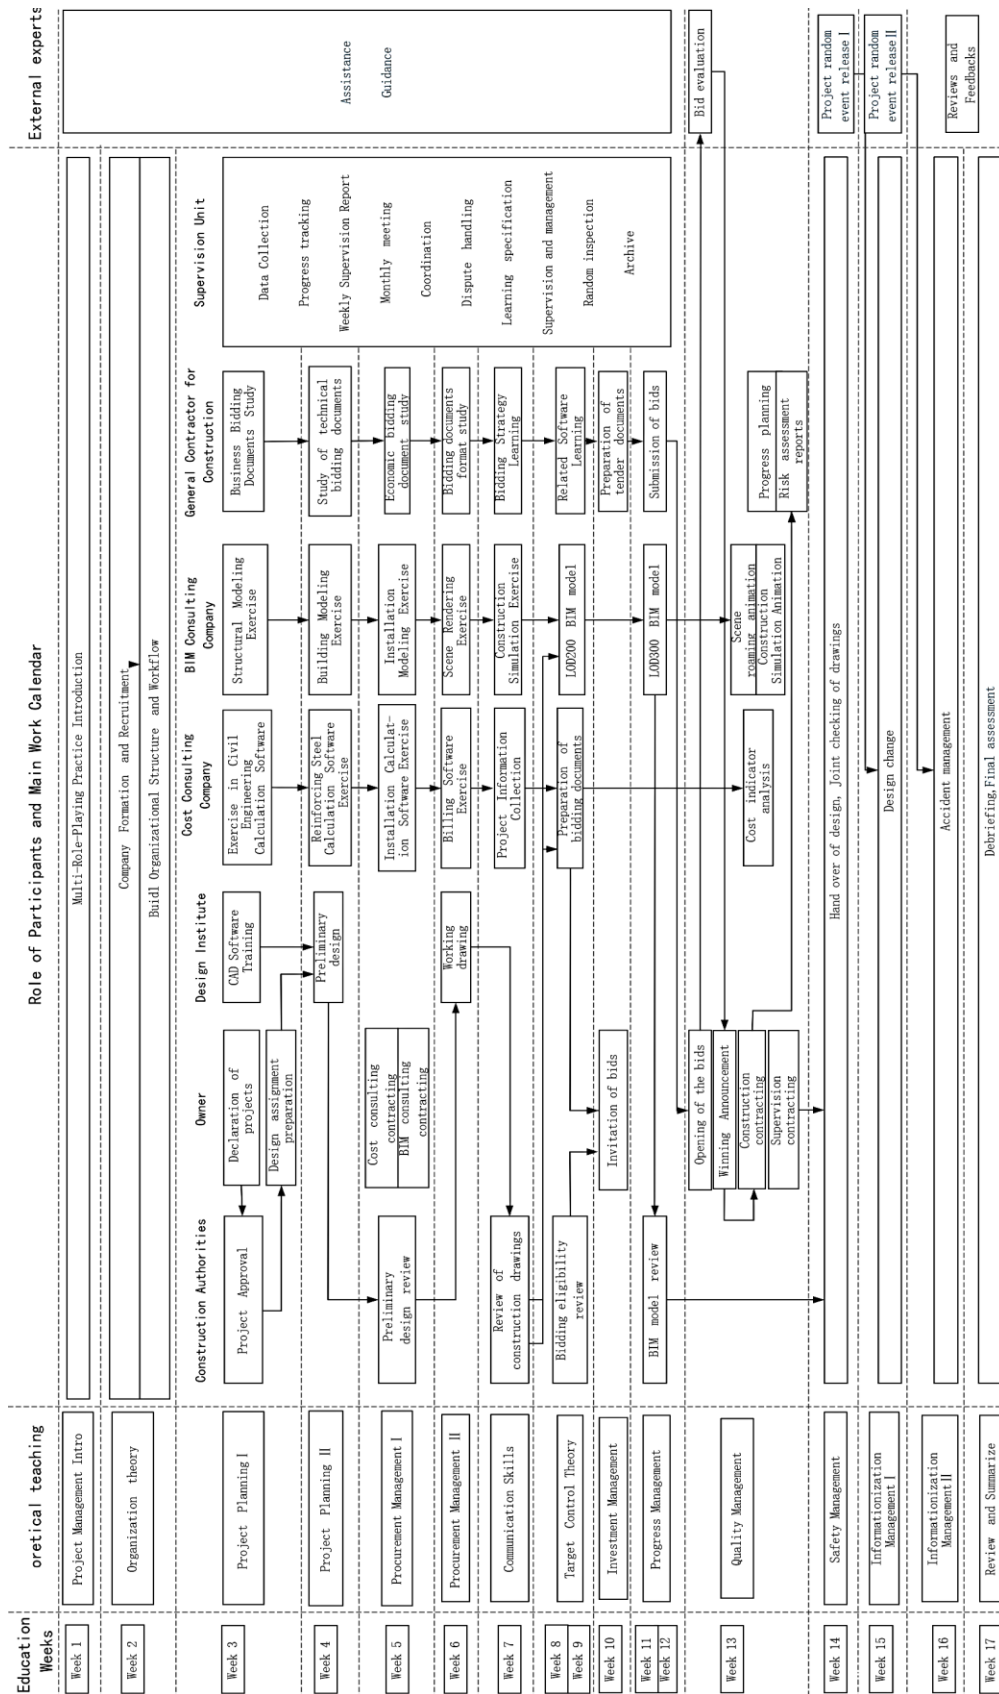 Role of Participants and Main Work Calendar
Education
Weeks
oretical teaching
External experts
Construction Authorities
Owner
Design Institute
Cost Consulting
Company
BIM Consulting
Company
General Contractor for
Construction
Supervision Unit
Week 1
Project Management Intro
Multi-Role-Playing Practice Introduction
Week 2
Organization theory
Company Formation and Recruitment
Buidl Organizational Structure and Workflow
Assistance
Guidance
Week 3
Project Planning I
Project Approval
Declaration of
projects
Design assignment
preparation
CAD Software
Training
Exercise in Civil
Engineering
Calculation Software
Structural Modeling
Exercise
Business Bidding
Documents Study
Data Collection
Progress tracking
Weekly Supervision Report
Monthly meeting
Coordination
Dispute handling
Learning specification
Supervision and management
Random inspection
Archive
Week 4
Project Planning II
Preliminary
design
Reinforcing Steel
Calculation Software
Exercise
Building Modeling
Exercise
Study of technical
bidding documents
Week 5
Procurement Management I
Preliminary
design review
Cost consulting
contracting
BIM consulting
contracting
Installation Calculat-
ion Software Exercise
Installation
Modeling Exercise
Economic bidding
document study
Week 6
Procurement Management II
Working
drawing
Billing Software
Exercise
Scene Rendering
Exercise
Bidding documents
format study
Week 7
Communication Skills
Review of
construction drawings
Project Information
Collection
Construction
Simulation Exercise
Bidding Strategy
Learning
Week 8
Week 9
Target Control Theory
Bidding eligibility
review
Preparation of
bidding documents
LOD200 BIM model
Related Software
Learning
Week 10
Investment Management
Invitation of bids
Preparation of
tender documents
Week 11
Week 12
Progress Management
BIM model review
LOD300 BIM model
Submission of bids
Week 13
Quality Management
Opening of the bids
Winning Announcement
Construction
contracting
Supervision
contracting
Cost indicator
analysis
Scene
roaming animation
Construction
Simulation Animation
Progress planning
Risk assessment
reports
Bid evaluation
Week 14
Safety Management
Hand over of design, Joint checking of drawings
Project random
event release I
Week 15
Informationization
Management I
Design change
Project random
event release II
Week 16
Informationization
Management II
Accident management
Reviews and
Feedbacks
Week 17
Review and Summarize
Debriefing,Final assessment